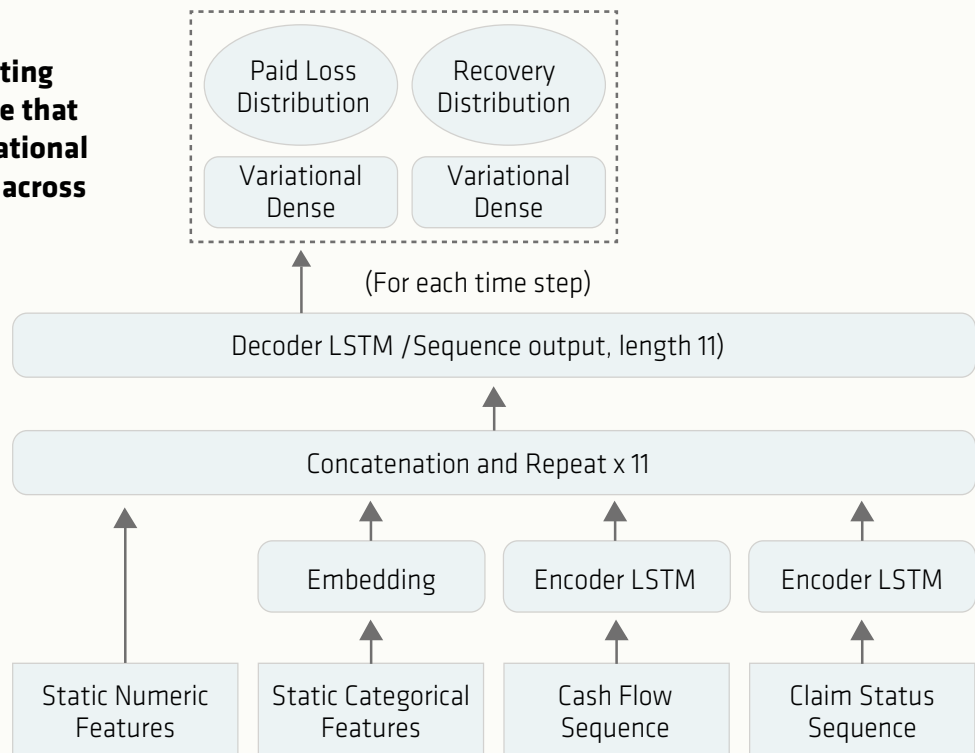 ting
e that
ational
across
Paid Loss
Distribution
Recovery
Distribution
Variational
Dense
Variational
Dense
(For each time step)
Decoder LSTM /Sequence output, length 11)
Concatenation and Repeat x 11
Embedding
Encoder LSTM
Encoder LSTM
Static Numeric
Features
Static Categorical
Features
Cash Flow
Sequence
Claim Status
Sequence